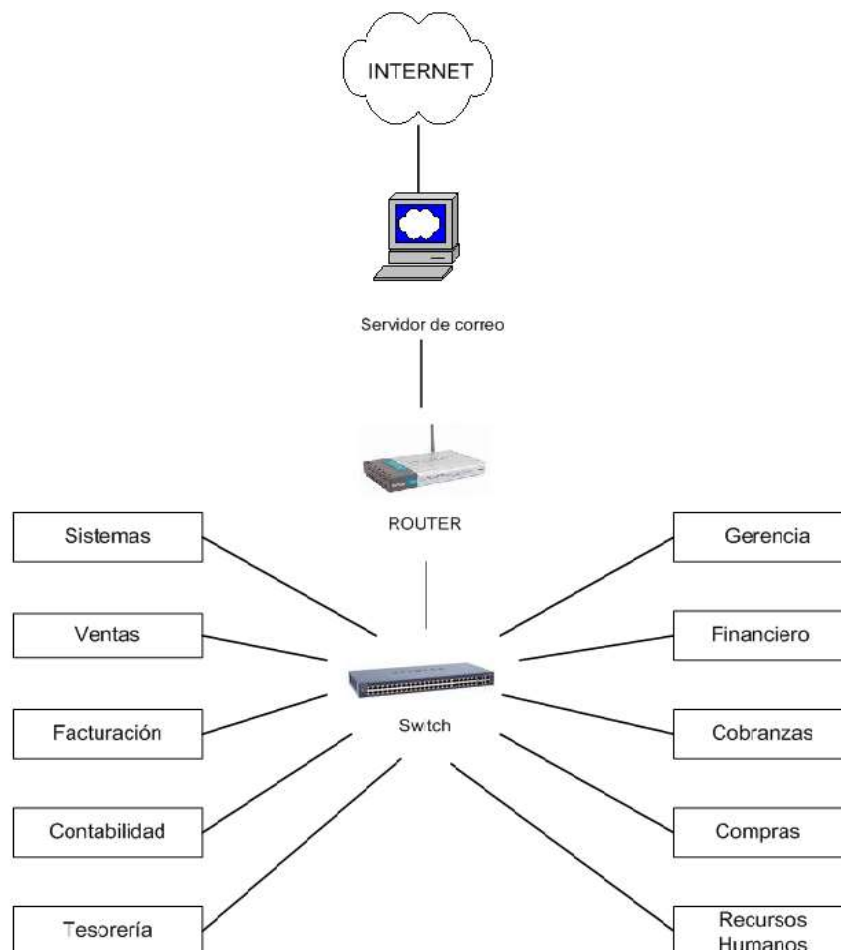 INTERNET
Servidor de correo
ROUTER
Sistemas
Gerencia
Ventas
Financiero
Switch
Facturación
Cobranzas
Contabilidad
Compras
Tesorería
Recursos
Humanos